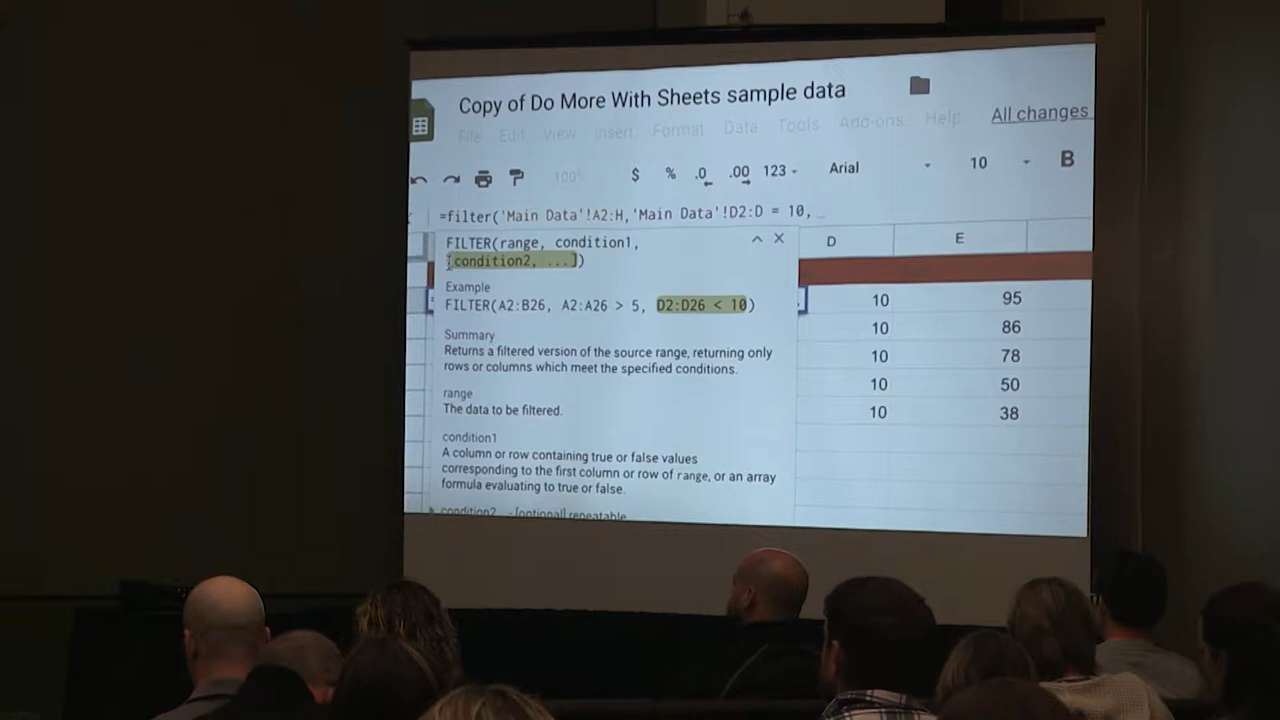 Copy of Do More With Sheets sample data
File Edit View Insert Format Data Tools Add-ons Help All changes
100% $ % .0 .00 123 Arial 10 B
=filter('Main Data'!A2:H,'Main Data'!D2:D = 10,
FILTER(range, condition1,
[condition2, ...])
D E
Example
FILTER(A2:B26, A2:A26 > 5, D2:D26 < 10)
10 95
Summary
10 86
Returns a filtered version of the source range, returning only
rows or columns which meet the specified conditions.
10 78
range
10 50
The data to be filtered.
10 38
condition1
A column or row containing true or false values
corresponding to the first column or row of range, or an array
formula evaluating to true or false.
condition2... - [optional] repeatable